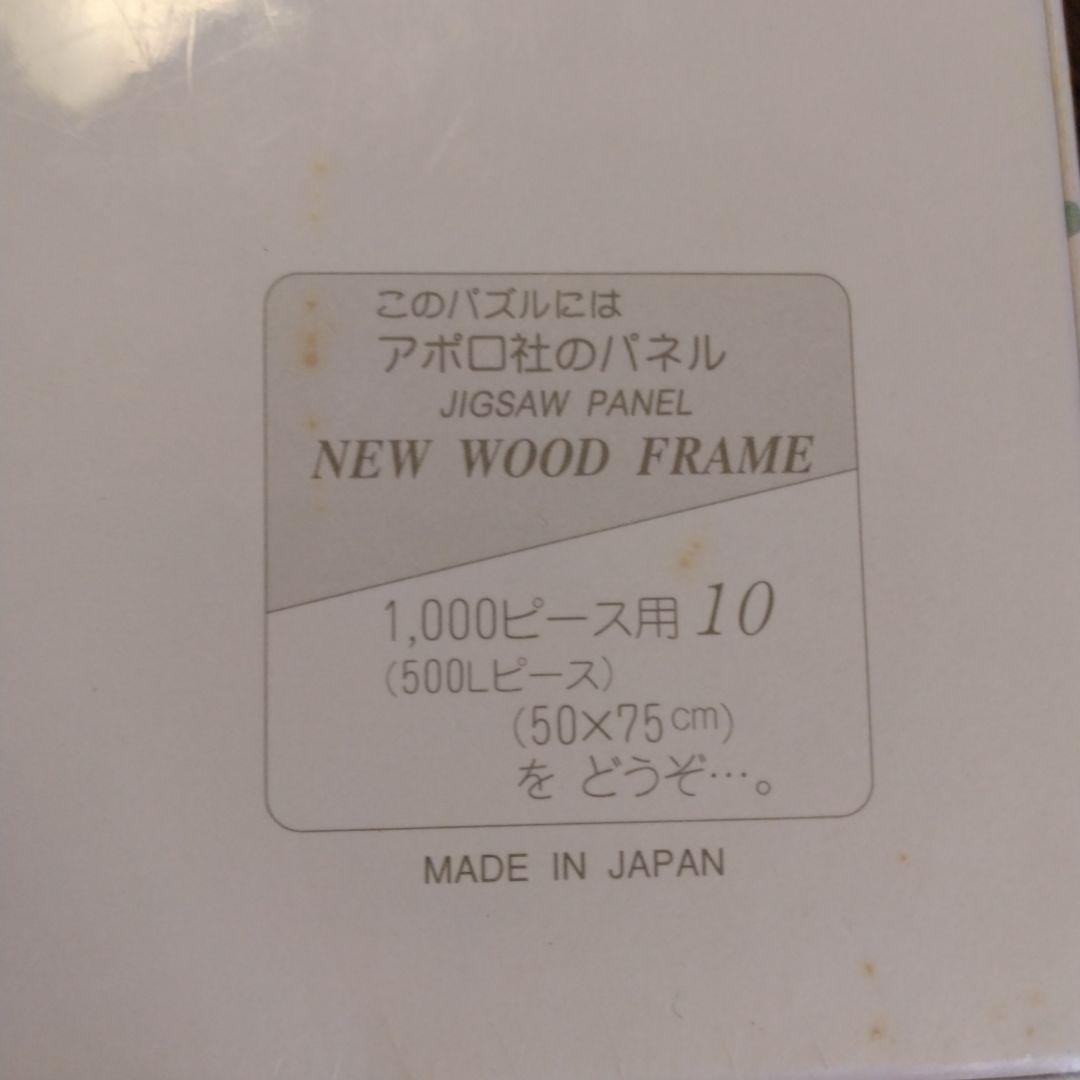 このパズルには
アポロ社のパネル
JIGSAW PANEL
NEW WOOD FRAME
1,000ピース用 10
(500Lピース)
(50×75cm)
を どうぞ…。
MADE IN JAPAN